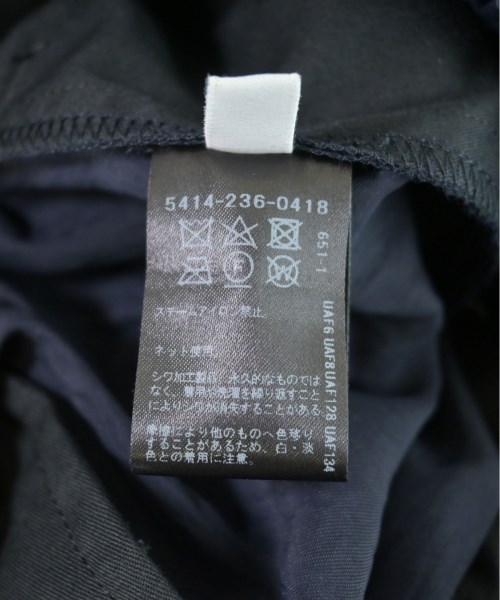 5414-236-0418
F
W
651-1
スチームアイロン禁止。
ネット使用。
シワ加工製品、永久的なものでは
なく、着用や洗濯を繰り返すこと
によりシワが消失することがある。
摩擦により他のものへ色移り
することがあるため、白・淡
色との着用に注意。
UAF6 UAF8UAF128 UAF134